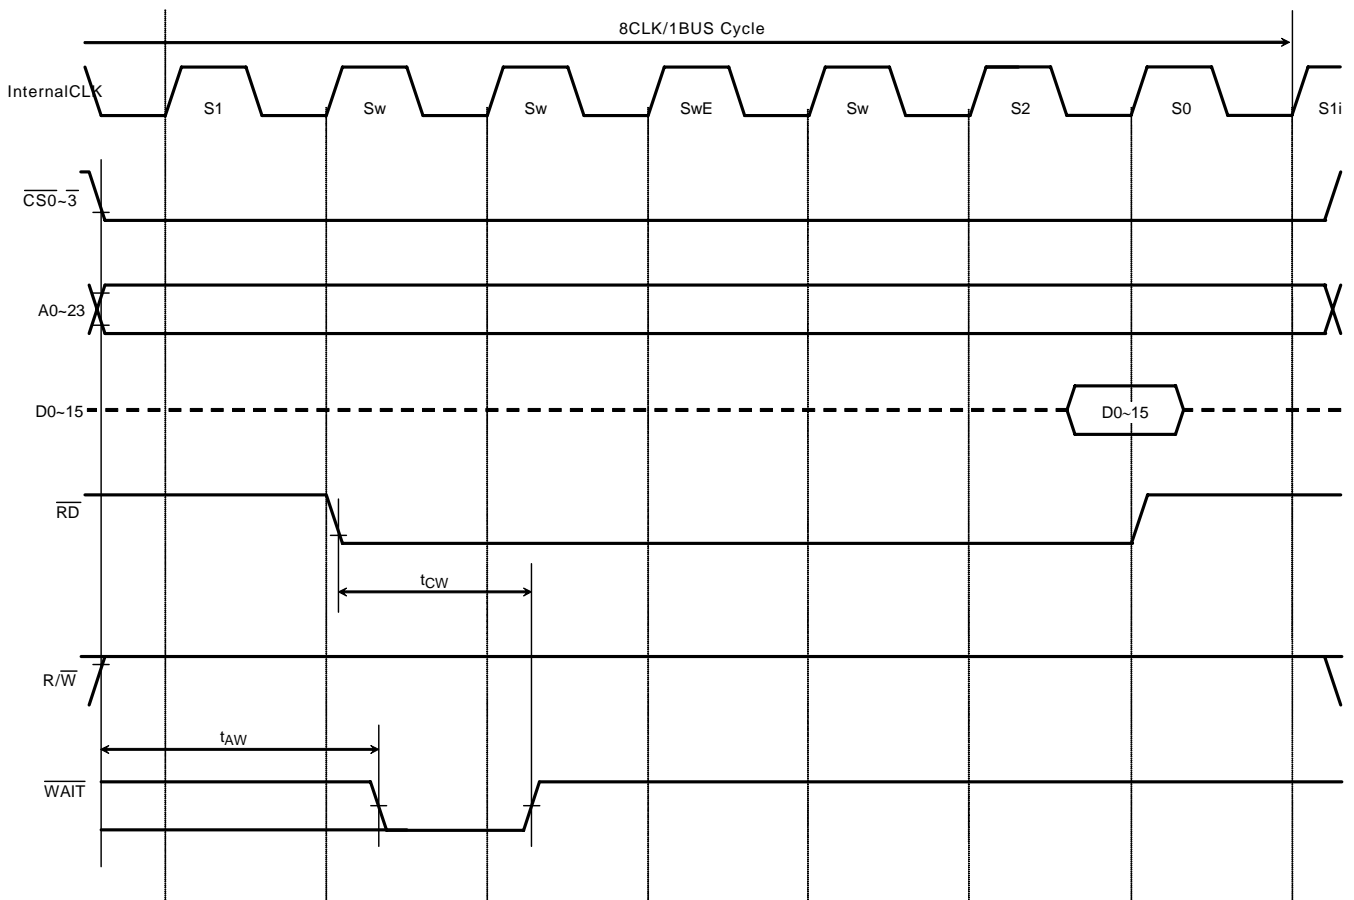 8CLK/1BUS Cycle
InternalCLK
S1 Sw Sw SwE Sw S2 S0 S1i
CS0~3
A0~23
D0~15 D0~15
RD
tCW
R/W
tAW
WAIT